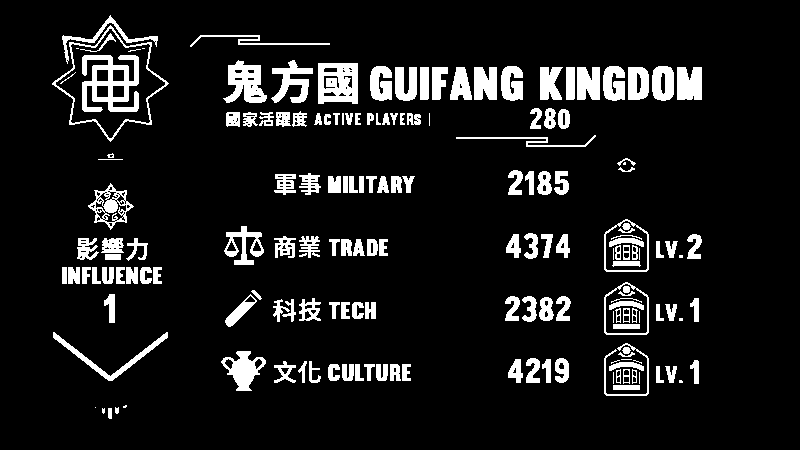 鬼方國 GUIFANG KINGDOM
國家活躍度 ACTIVE PLAYERS | 280
影響力
INFLUENCE
1
軍事 MILITARY 2185
商業 TRADE 4374 LV.2
科技 TECH 2382 LV.1
文化 CULTURE 4219 LV.1